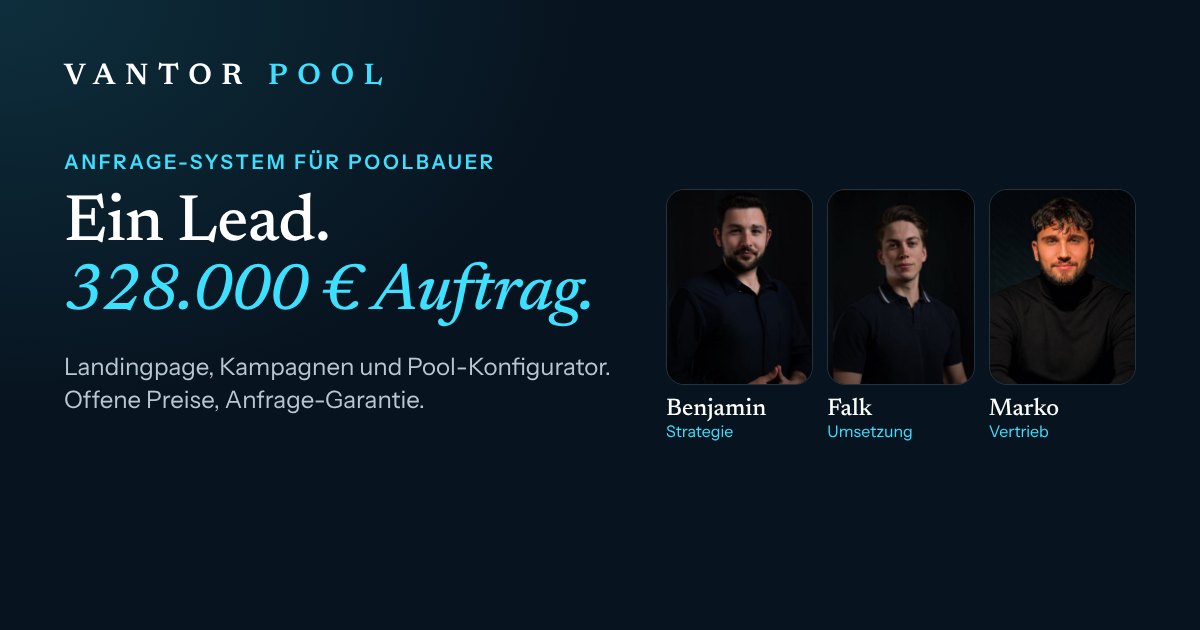 VANTOR POOL
ANFRAGE-SYSTEM FÜR POOLBAUER
Ein Lead.
328.000 € Auftrag.
Landingpage, Kampagnen und Pool-Konfigurator.
Offene Preise, Anfrage-Garantie.
Benjamin
Strategie
Falk
Umsetzung
Marko
Vertrieb